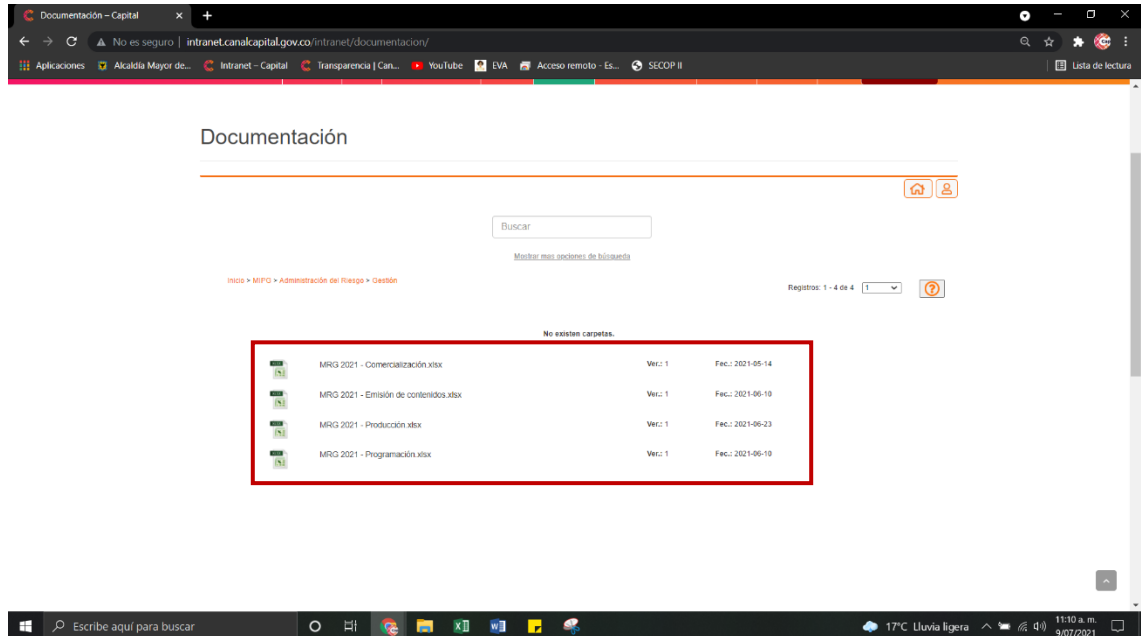 Documentación – Capital
No es seguro | intranet.canalcapital.gov.co/intranet/documentacion/
Aplicaciones Alcaldía Mayor de... Intranet – Capital Transparencia | Can... YouTube EVA Acceso remoto - Es... SECOP II Lista de lectura
Documentación
Buscar
Mostrar mas opciones de búsqueda
Inicio > MIPG > Administración del Riesgo > Gestión
Registros: 1 - 4 de 4 1
No existen carpetas.
MRG 2021 - Comercialización.xlsx Ver.: 1 Fec.: 2021-05-14
MRG 2021 - Emisión de contenidos.xlsx Ver.: 1 Fec.: 2021-06-10
MRG 2021 - Producción.xlsx Ver.: 1 Fec.: 2021-06-23
MRG 2021 - Programación.xlsx Ver.: 1 Fec.: 2021-06-10
Escribe aquí para buscar
17°C Lluvia ligera
11:10 a. m.
9/07/2021